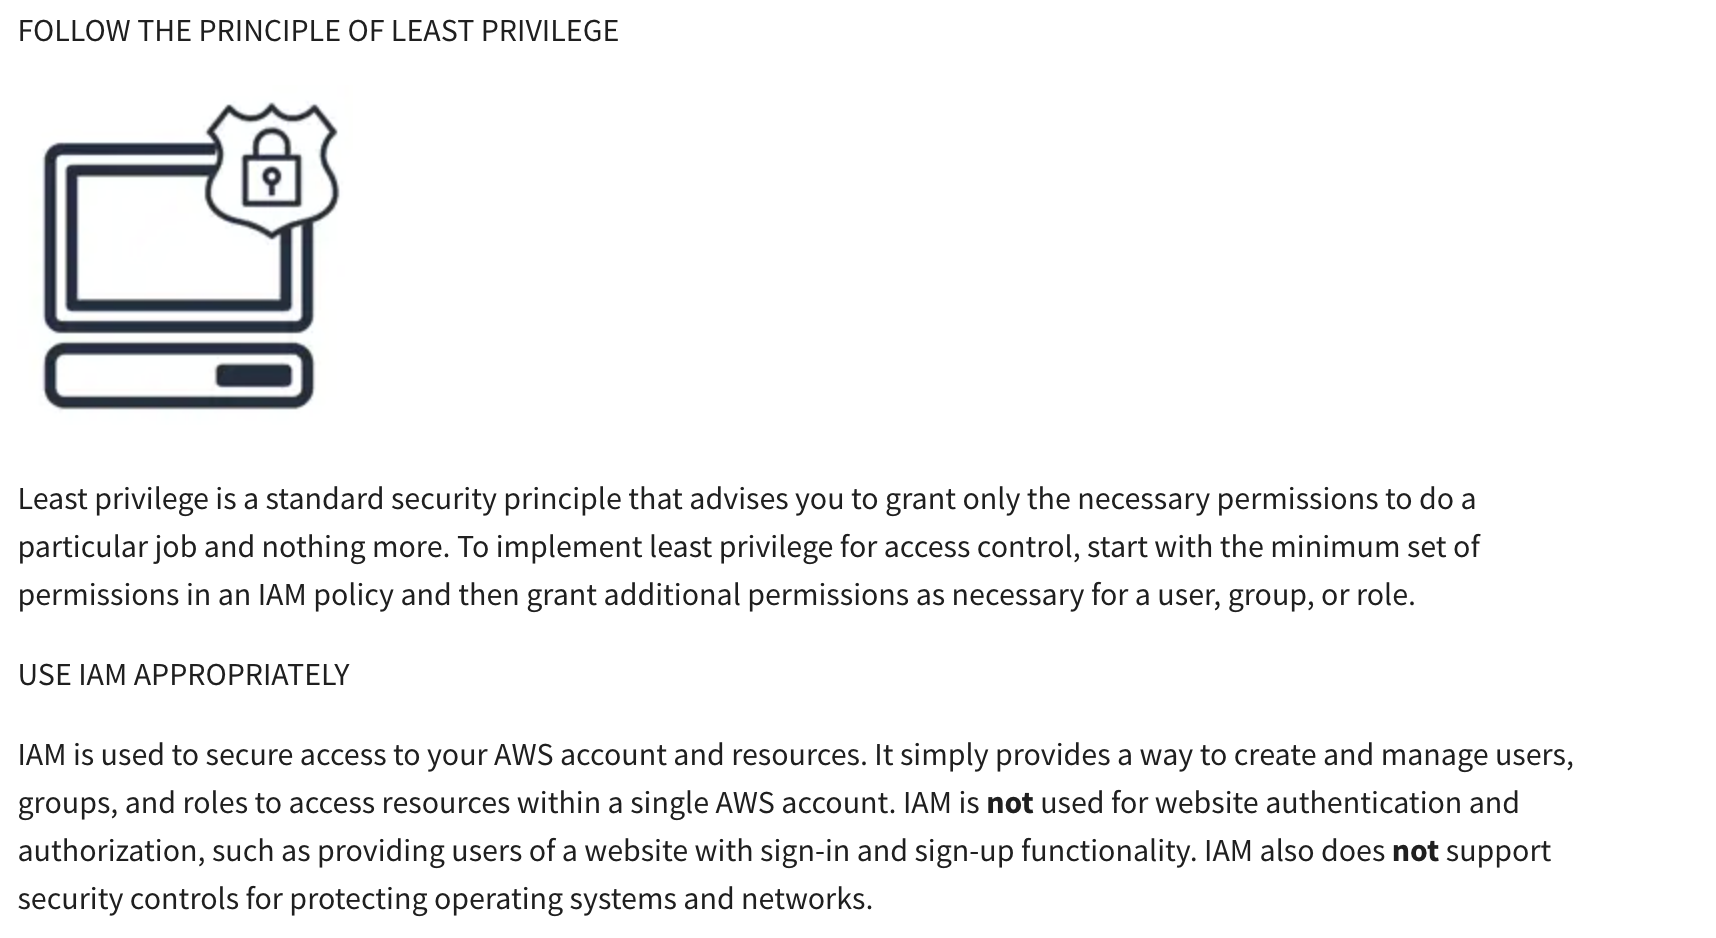 FOLLOW THE PRINCIPLE OF LEAST PRIVILEGE
Least privilege is a standard security principle that advises you to grant only the necessary permissions to do a
particular job and nothing more. To implement least privilege for access control, start with the minimum set of
permissions in an IAM policy and then grant additional permissions as necessary for a user, group, or role.
USE IAM APPROPRIATELY
IAM is used to secure access to your AWS account and resources. It simply provides a way to create and manage users,
groups, and roles to access resources within a single AWS account. IAM is not used for website authentication and
authorization, such as providing users of a website with sign-in and sign-up functionality. IAM also does not support
security controls for protecting operating systems and networks.